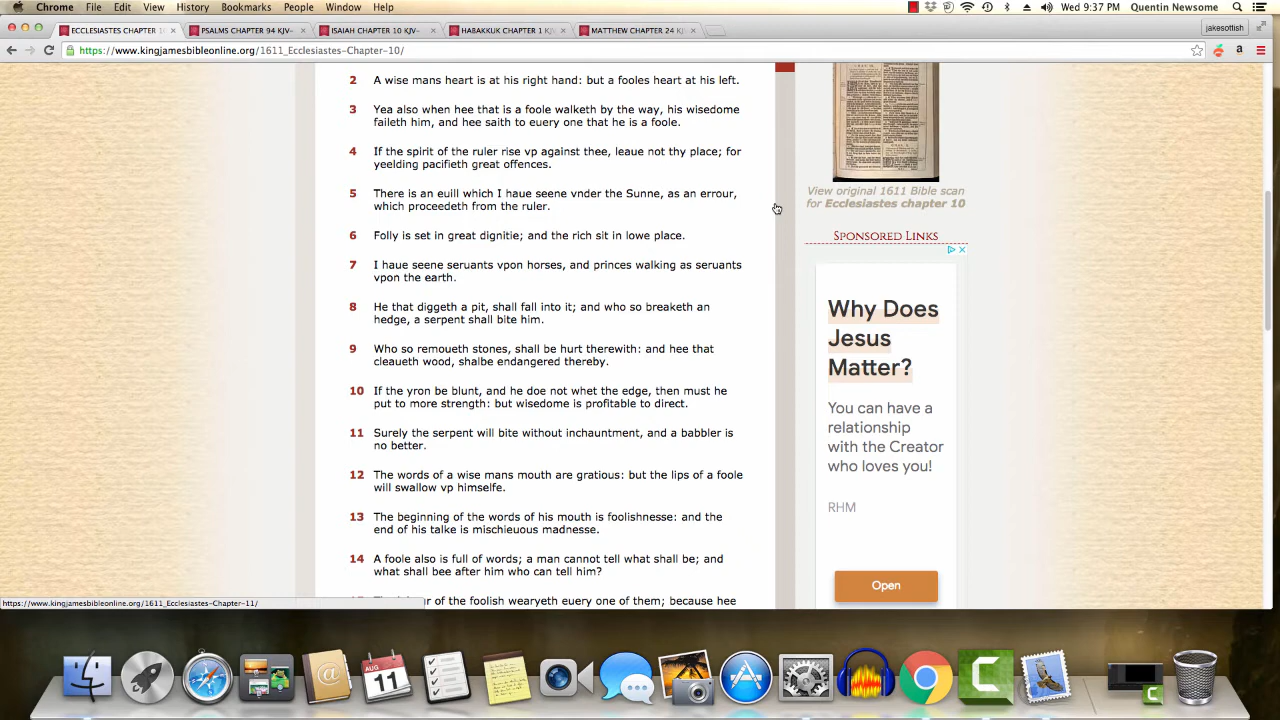 Chrome File Edit View History Bookmarks People Window Help
Wed 9:37 PM Quentin Newsome
ECCLESIASTES CHAPTER 1
PSALMS CHAPTER 94 KJV
ISAIAH CHAPTER 10 KJV-
HABAKKUK CHAPTER 1 KJ
MATTHEW CHAPTER 24 KJ
jakesottish
https://www.kingjamesbibleonline.org/1611_Ecclesiastes-Chapter-10/
2 A wise mans heart is at his right hand: but a fooles heart at his left.
3 Yea also when hee that is a foole walketh by the way, his wisedome
faileth him, and hee saith to euery one that he is a foole.
4 If the spirit of the ruler rise vp against thee, leaue not thy place; for
yeelding pacifieth great offences.
5 There is an euill which I haue seene vnder the Sunne, as an errour,
which proceedeth from the ruler.
6 Folly is set in great dignitie; and the rich sit in lowe place.
7 I haue seene seruants vpon horses, and princes walking as seruants
vpon the earth.
8 He that diggeth a pit, shall fall into it; and who so breaketh an
hedge, a serpent shall bite him.
9 Who so remoueth stones, shall be hurt therewith: and hee that
cleaueth wood, shalbe endangered thereby.
10 If the yron be blunt, and he doe not whet the edge, then must he
put to more strength: but wisedome is profitable to direct.
11 Surely the serpent will bite without inchauntment, and a babbler is
no better.
12 The words of a wise mans mouth are gratious: but the lips of a foole
will swallow vp himselfe.
13 The beginning of the words of his mouth is foolishnesse: and the
end of his talke is mischieuous madnesse.
14 A foole also is full of words; a man cannot tell what shall be; and
what shall bee after him who can tell him?
of the foolish wearyeth euery one of them; because hee
View original 1611 Bible scan
for Ecclesiastes chapter 10
SPONSORED LINKS
Why Does
Jesus
Matter?
You can have a
relationship
with the Creator
who loves you!
RHM
Open
https://www.kingjamesbibleonline.org/1611_Ecclesiastes-Chapter-11/
AUG
11